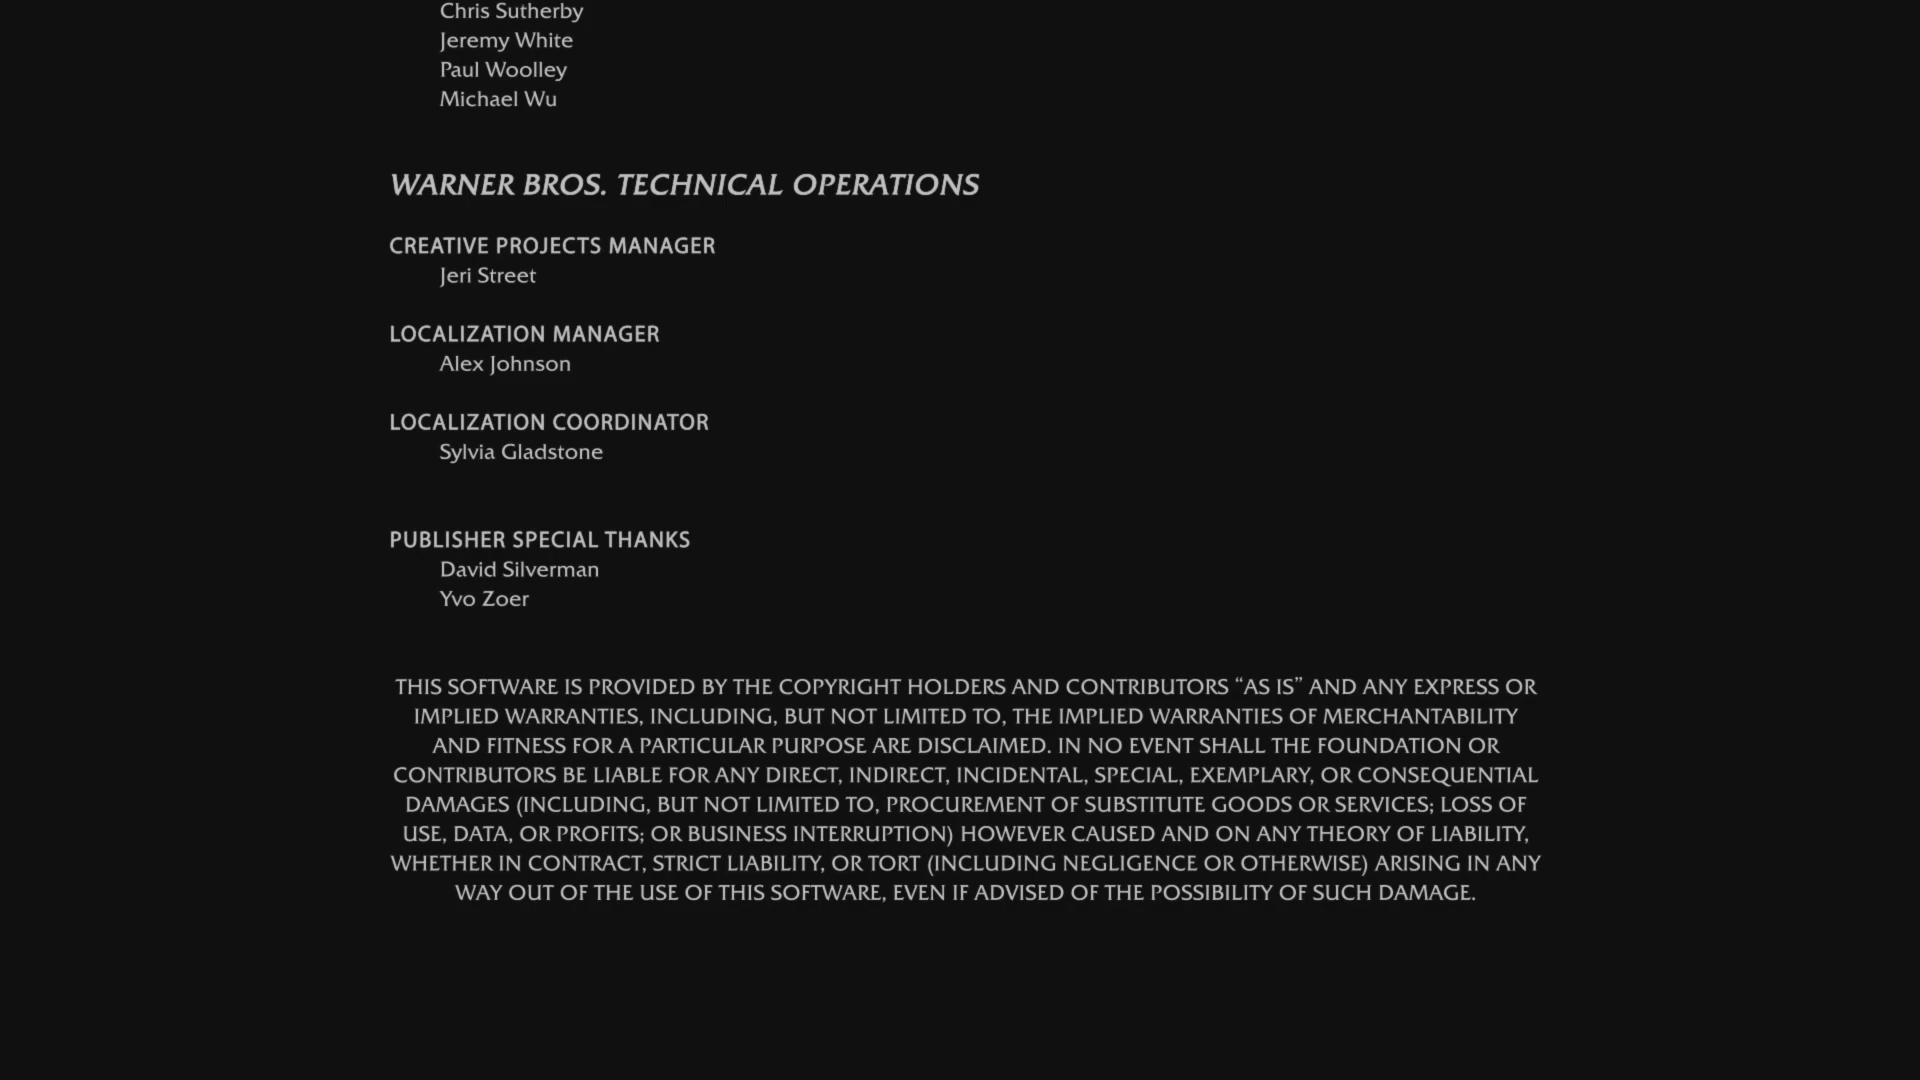 Chris Sutherby
Jeremy White
Paul Woolley
Michael Wu
WARNER BROS. TECHNICAL OPERATIONS
CREATIVE PROJECTS MANAGER
Jeri Street
LOCALIZATION MANAGER
Alex Johnson
LOCALIZATION COORDINATOR
Sylvia Gladstone
PUBLISHER SPECIAL THANKS
David Silverman
Yvo Zoer
THIS SOFTWARE IS PROVIDED BY THE COPYRIGHT HOLDERS AND CONTRIBUTORS “AS IS” AND ANY EXPRESS OR
IMPLIED WARRANTIES, INCLUDING, BUT NOT LIMITED TO, THE IMPLIED WARRANTIES OF MERCHANTABILITY
AND FITNESS FOR A PARTICULAR PURPOSE ARE DISCLAIMED. IN NO EVENT SHALL THE FOUNDATION OR
CONTRIBUTORS BE LIABLE FOR ANY DIRECT, INDIRECT, INCIDENTAL, SPECIAL, EXEMPLARY, OR CONSEQUENTIAL
DAMAGES (INCLUDING, BUT NOT LIMITED TO, PROCUREMENT OF SUBSTITUTE GOODS OR SERVICES; LOSS OF
USE, DATA, OR PROFITS; OR BUSINESS INTERRUPTION) HOWEVER CAUSED AND ON ANY THEORY OF LIABILITY,
WHETHER IN CONTRACT, STRICT LIABILITY, OR TORT (INCLUDING NEGLIGENCE OR OTHERWISE) ARISING IN ANY
WAY OUT OF THE USE OF THIS SOFTWARE, EVEN IF ADVISED OF THE POSSIBILITY OF SUCH DAMAGE.